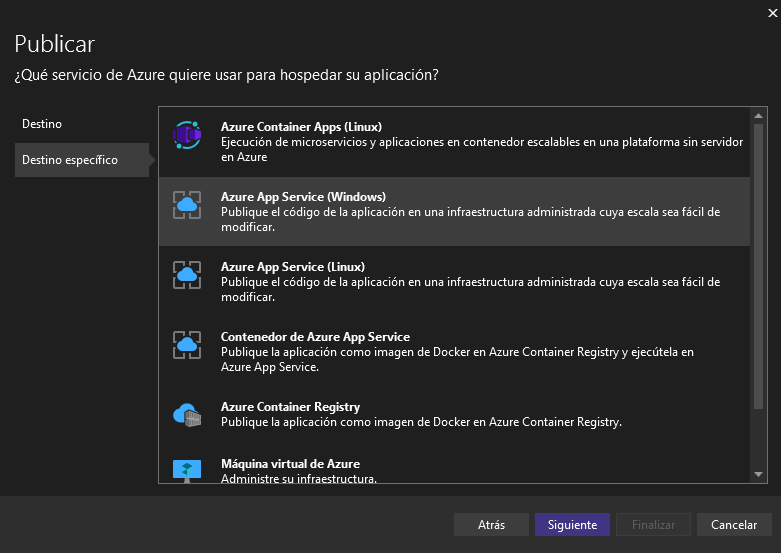 Publicar
¿Qué servicio de Azure quiere usar para hospedar su aplicación?
Destino
Destino específico
Azure Container Apps (Linux)
Ejecución de microservicios y aplicaciones en contenedor escalables en una plataforma sin servidor
en Azure
Azure App Service (Windows)
Publique el código de la aplicación en una infraestructura administrada cuya escala sea fácil de
modificar.
Azure App Service (Linux)
Publique el código de la aplicación en una infraestructura administrada cuya escala sea fácil de
modificar.
Contenedor de Azure App Service
Publique la aplicación como imagen de Docker en Azure Container Registry y ejecútela en
Azure App Service.
Azure Container Registry
Publique la aplicación como imagen de Docker en Azure Container Registry.
Máquina virtual de Azure
Administre su infraestructura.
Atrás
Siguiente
Finalizar
Cancelar